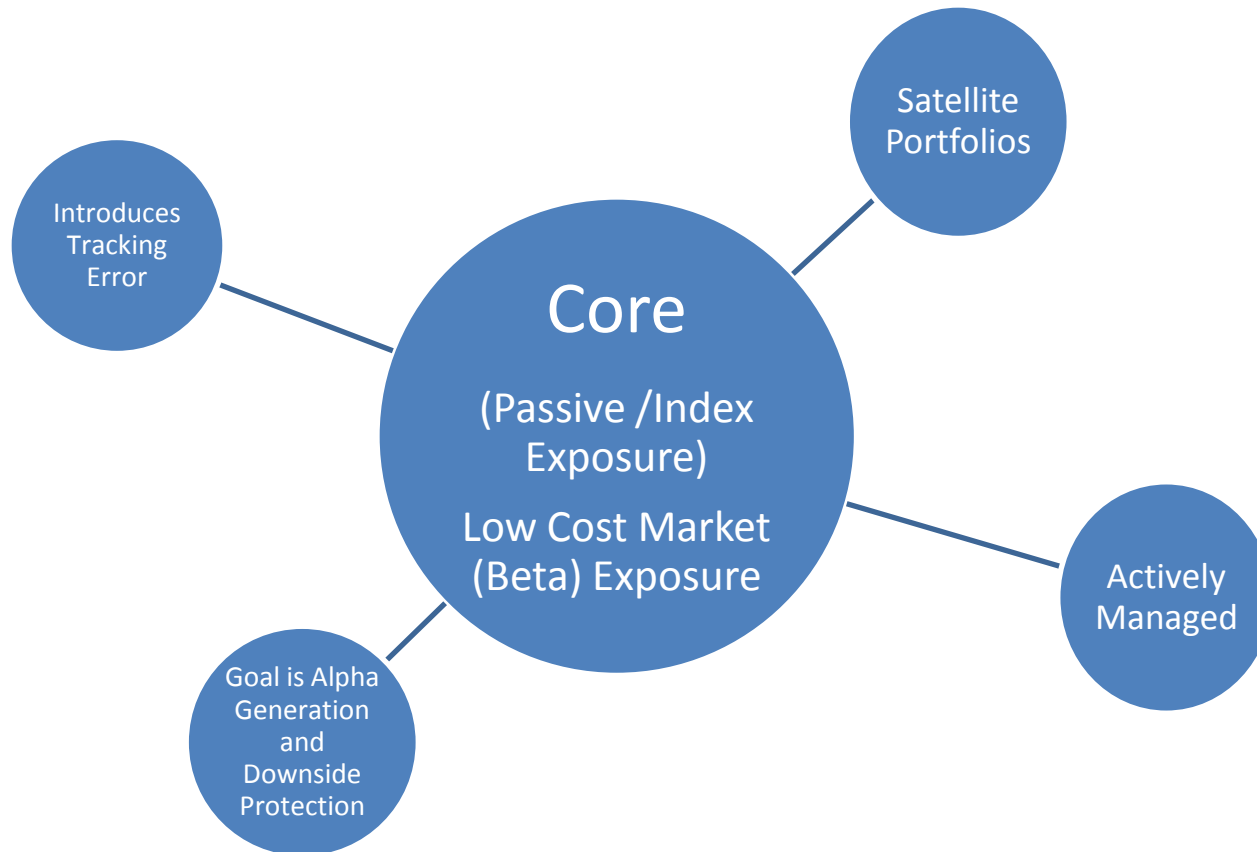 Satellite
Portfolios
Introduces
Tracking
Error
Core
(Passive /Index
Exposure)
Low Cost Market
(Beta) Exposure
Actively
Managed
Goal is Alpha
Generation
and
Downside
Protection